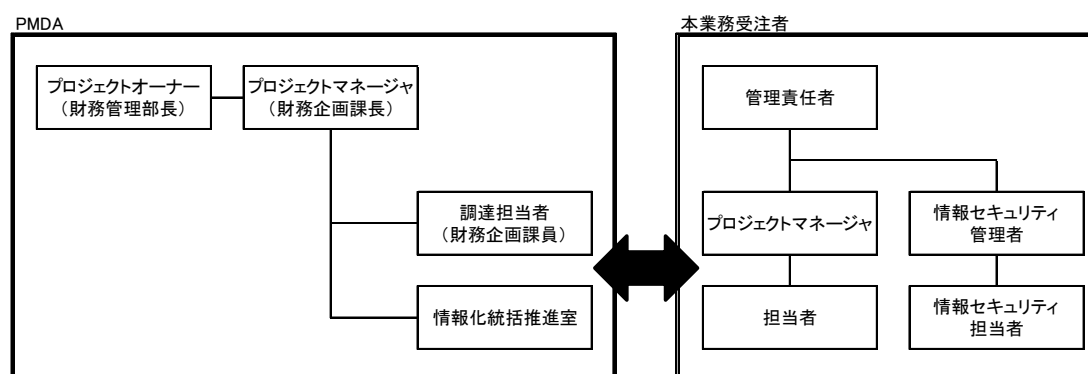 PMDA
プロジェクトオーナー
（財務管理部長）
プロジェクトマネージャ
（財務企画課長）
調達担当者
（財務企画課員）
情報化統括推進室
本業務受注者
管理責任者
プロジェクトマネージャ
情報セキュリティ
管理者
担当者
情報セキュリティ
担当者